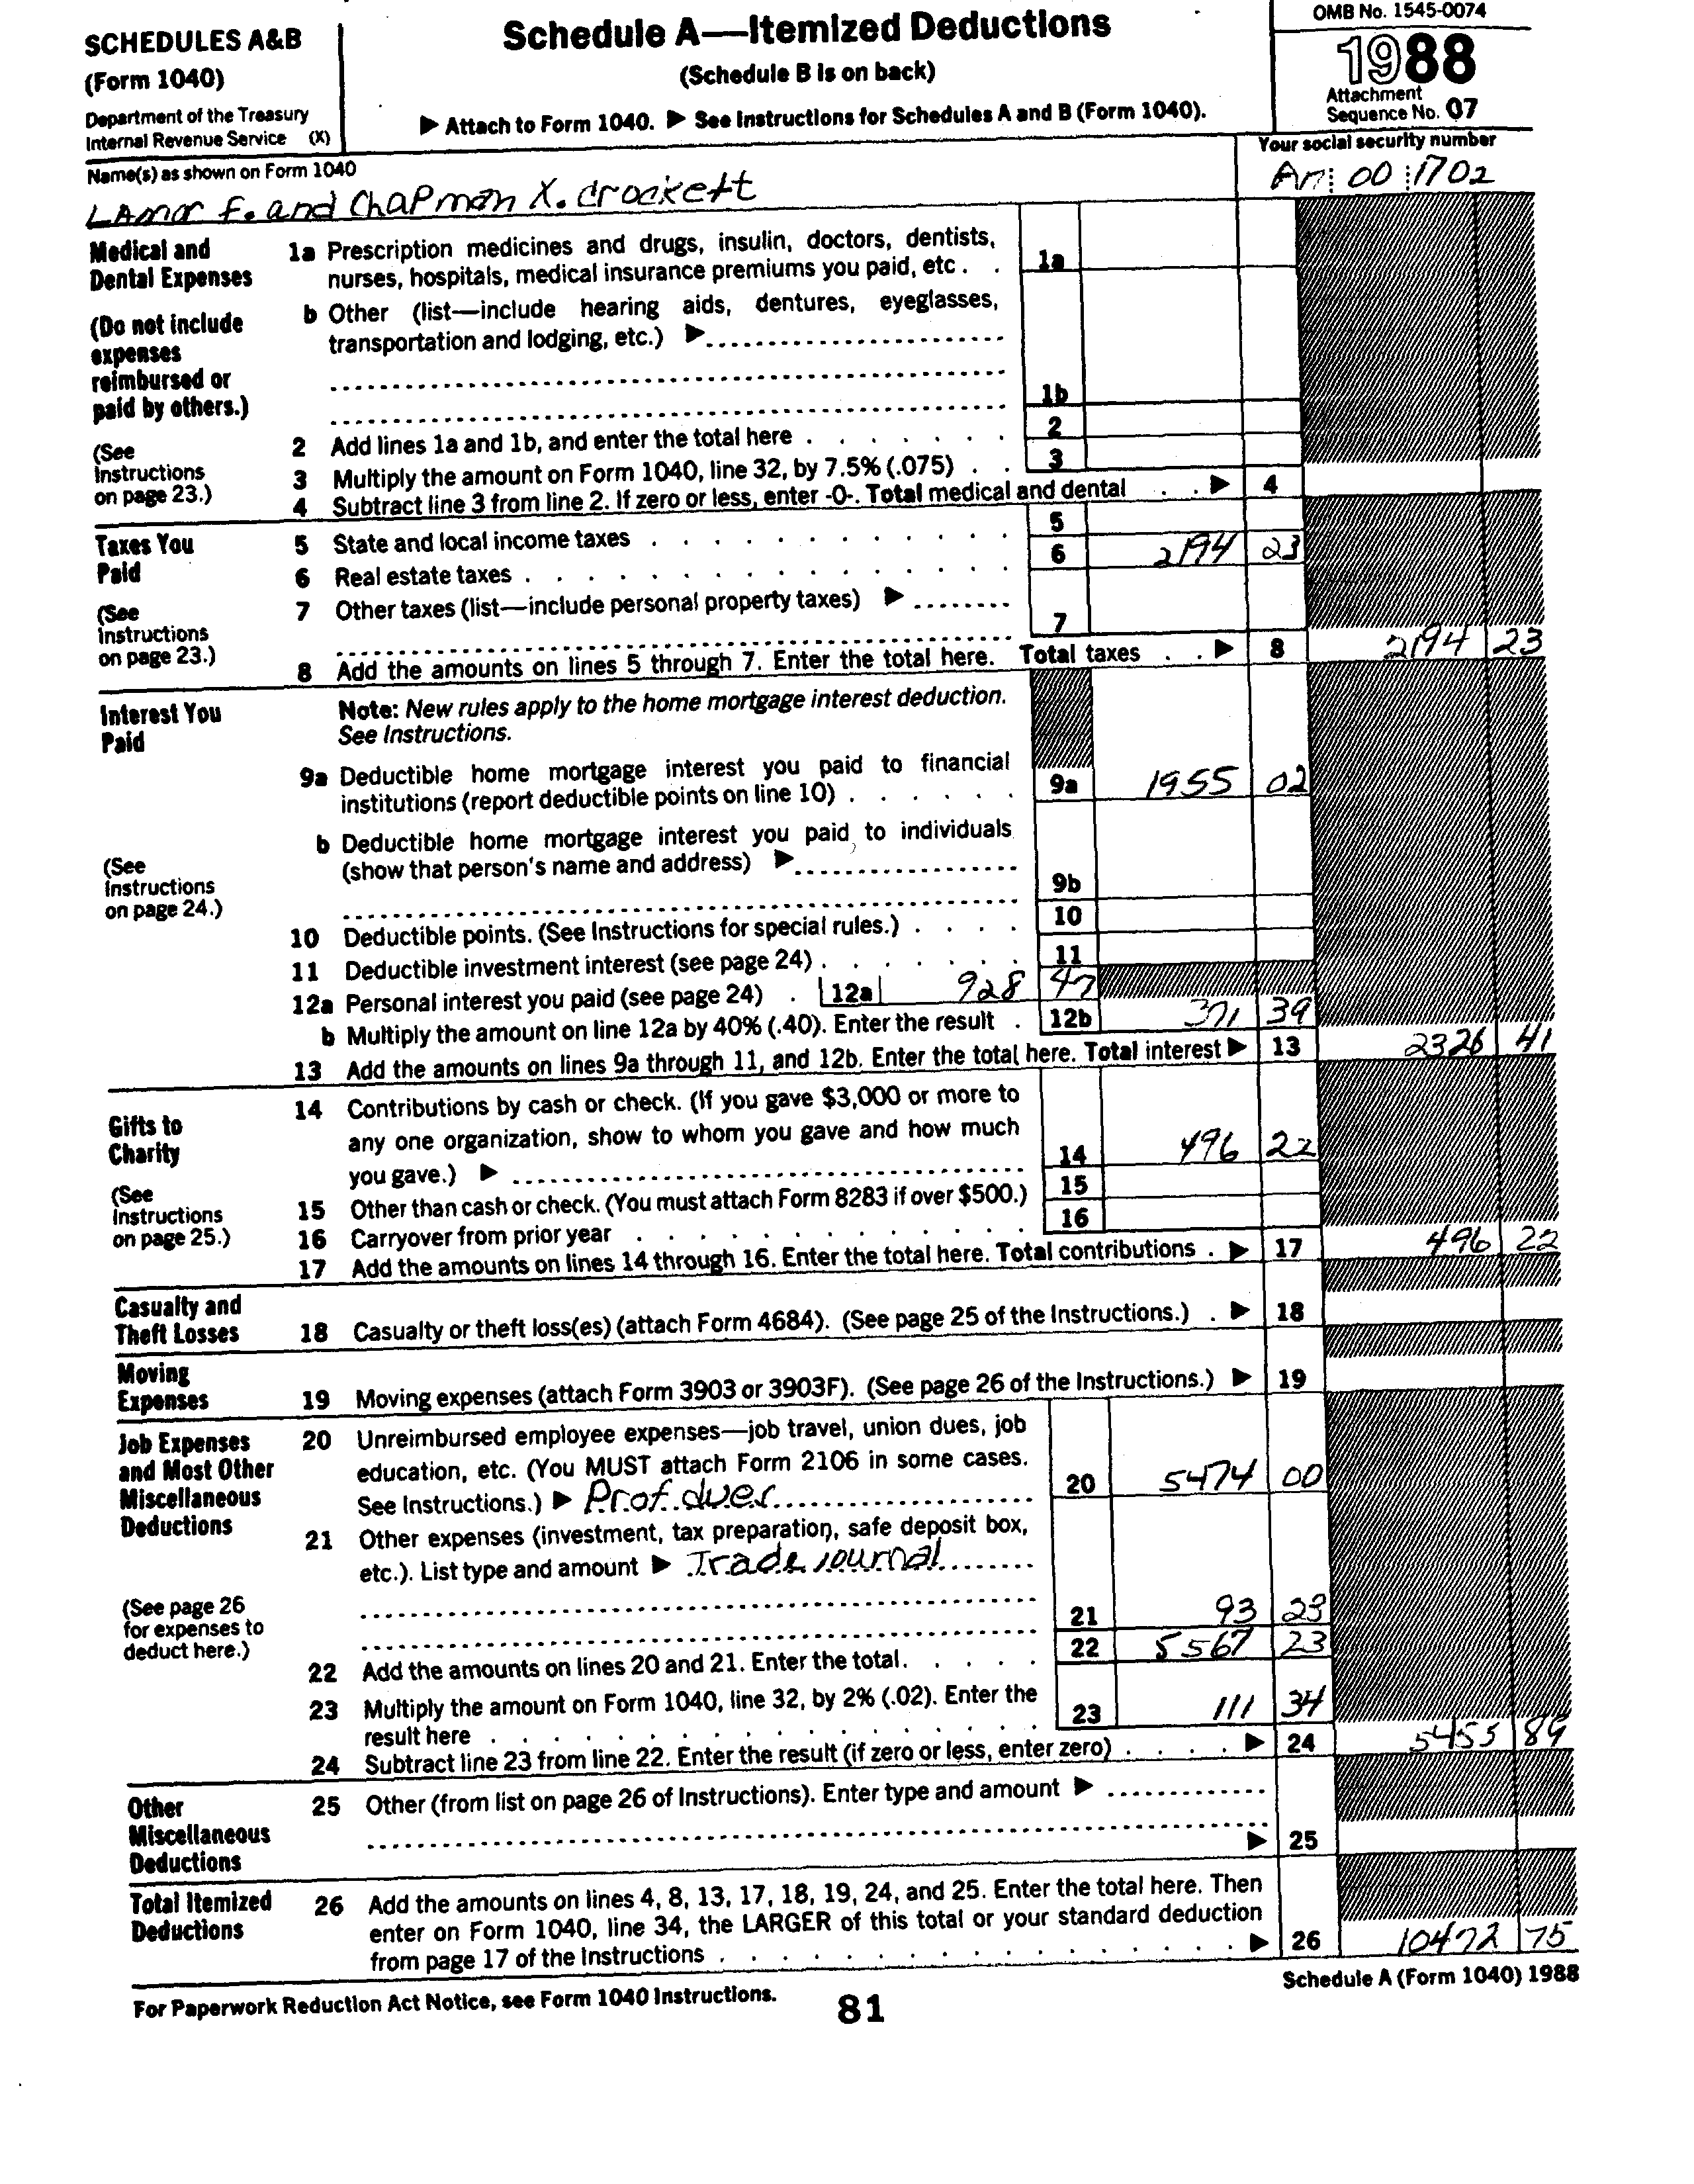 SCHEDULES A&B
(Form 1040)
Department of the Treasury
Internal Revenue Service (X)
Schedule A—Itemized Deductions
(Schedule B is on back)
▶ Attach to Form 1040. ▶ See Instructions for Schedules A and B (Form 1040).
OMB No. 1545-0074
1988
Attachment
Sequence No. 07
Name(s) as shown on Form 1040
Your social security number
LAmar F. and ChaPman X. Crockett
00 1702
Medical and
Dental Expenses
(Do not include
expenses
reimbursed or
paid by others.)
(See
Instructions
on page 23.)
1a Prescription medicines and drugs, insulin, doctors, dentists,
nurses, hospitals, medical insurance premiums you paid, etc . . 1a
b Other (list—include hearing aids, dentures, eyeglasses,
transportation and lodging, etc.) ▶
1b
2 Add lines 1a and 1b, and enter the total here . . . . . . . 2
3 Multiply the amount on Form 1040, line 32, by 7.5% (.075) . . 3
4 Subtract line 3 from line 2. If zero or less, enter -0-. Total medical and dental . . ▶ 4
Taxes You
Paid
(See
Instructions
on page 23.)
5 State and local income taxes . . . . . . . . . . . . 5
6 Real estate taxes . . . . . . . . . . . . . . . 6 2194 23
7 Other taxes (list—include personal property taxes) ▶
7
8 Add the amounts on lines 5 through 7. Enter the total here. Total taxes . . ▶ 8 2194 23
Interest You
Paid
(See
Instructions
on page 24.)
Note: New rules apply to the home mortgage interest deduction.
See Instructions.
9a Deductible home mortgage interest you paid to financial
institutions (report deductible points on line 10) . . . . . . 9a 1955 02
b Deductible home mortgage interest you paid to individuals
(show that person's name and address) ▶
9b
10 Deductible points. (See Instructions for special rules.) . . . . 10
11 Deductible investment interest (see page 24) . . . . . . . 11
12a Personal interest you paid (see page 24) . 12a 928 47
b Multiply the amount on line 12a by 40% (.40). Enter the result . 12b 371 39
13 Add the amounts on lines 9a through 11, and 12b. Enter the total here. Total interest ▶ 13 2326 41
Gifts to
Charity
(See
Instructions
on page 25.)
14 Contributions by cash or check. (If you gave $3,000 or more to
any one organization, show to whom you gave and how much
you gave.) ▶ 14 496 22
15 Other than cash or check. (You must attach Form 8283 if over $500.) 15
16 Carryover from prior year . . . . . . . . . . . . 16
17 Add the amounts on lines 14 through 16. Enter the total here. Total contributions . ▶ 17 496 22
Casualty and
Theft Losses
18 Casualty or theft loss(es) (attach Form 4684). (See page 25 of the Instructions.) . ▶ 18
Moving
Expenses
19 Moving expenses (attach Form 3903 or 3903F). (See page 26 of the Instructions.) ▶ 19
Job Expenses
and Most Other
Miscellaneous
Deductions
(See page 26
for expenses to
deduct here.)
20 Unreimbursed employee expenses—job travel, union dues, job
education, etc. (You MUST attach Form 2106 in some cases.
See Instructions.) ▶ Prof. dues 20 5474 00
21 Other expenses (investment, tax preparation, safe deposit box,
etc.). List type and amount ▶ Trade journal
21 93 23
22 Add the amounts on lines 20 and 21. Enter the total . . . . . 22 5567 23
23 Multiply the amount on Form 1040, line 32, by 2% (.02). Enter the
result here . . . . . . . . . . . . . . . . 23 111 34
24 Subtract line 23 from line 22. Enter the result (if zero or less, enter zero) . . . . ▶ 24 5455 89
Other
Miscellaneous
Deductions
25 Other (from list on page 26 of Instructions). Enter type and amount ▶
▶ 25
Total Itemized
Deductions
26 Add the amounts on lines 4, 8, 13, 17, 18, 19, 24, and 25. Enter the total here. Then
enter on Form 1040, line 34, the LARGER of this total or your standard deduction
from page 17 of the Instructions . . . . . . . . . . . . . . . . ▶ 26 10472 75
For Paperwork Reduction Act Notice, see Form 1040 Instructions.
Schedule A (Form 1040) 1988
81